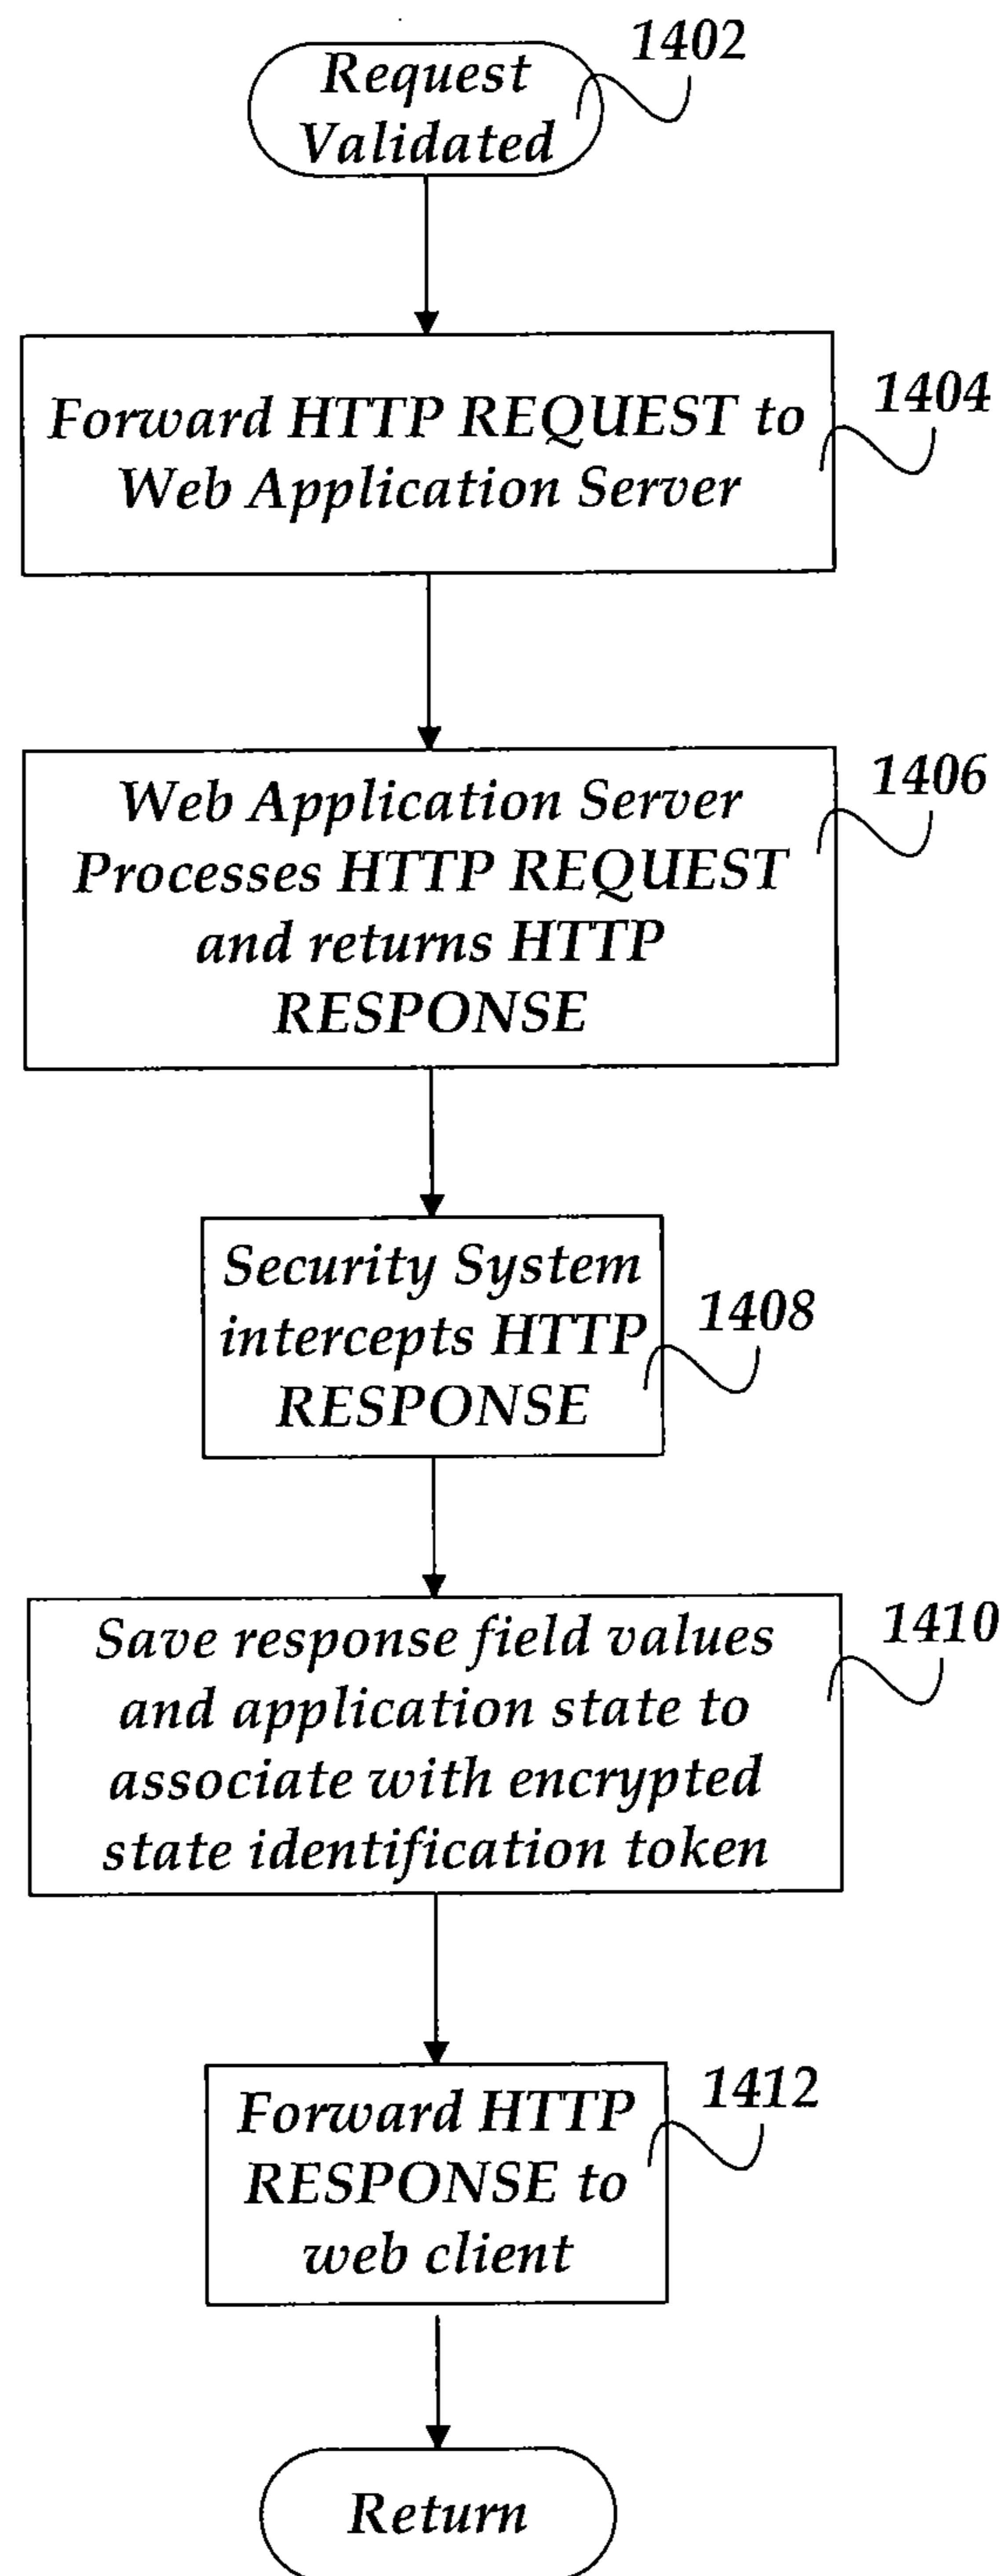 Request
Validated
1402
Forward HTTP REQUEST to
Web Application Server
1404
Web Application Server
Processes HTTP REQUEST
and returns HTTP
RESPONSE
1406
Security System
intercepts HTTP
RESPONSE
1408
Save response field values
and application state to
associate with encrypted
state identification token
1410
Forward HTTP
RESPONSE to
web client
1412
Return